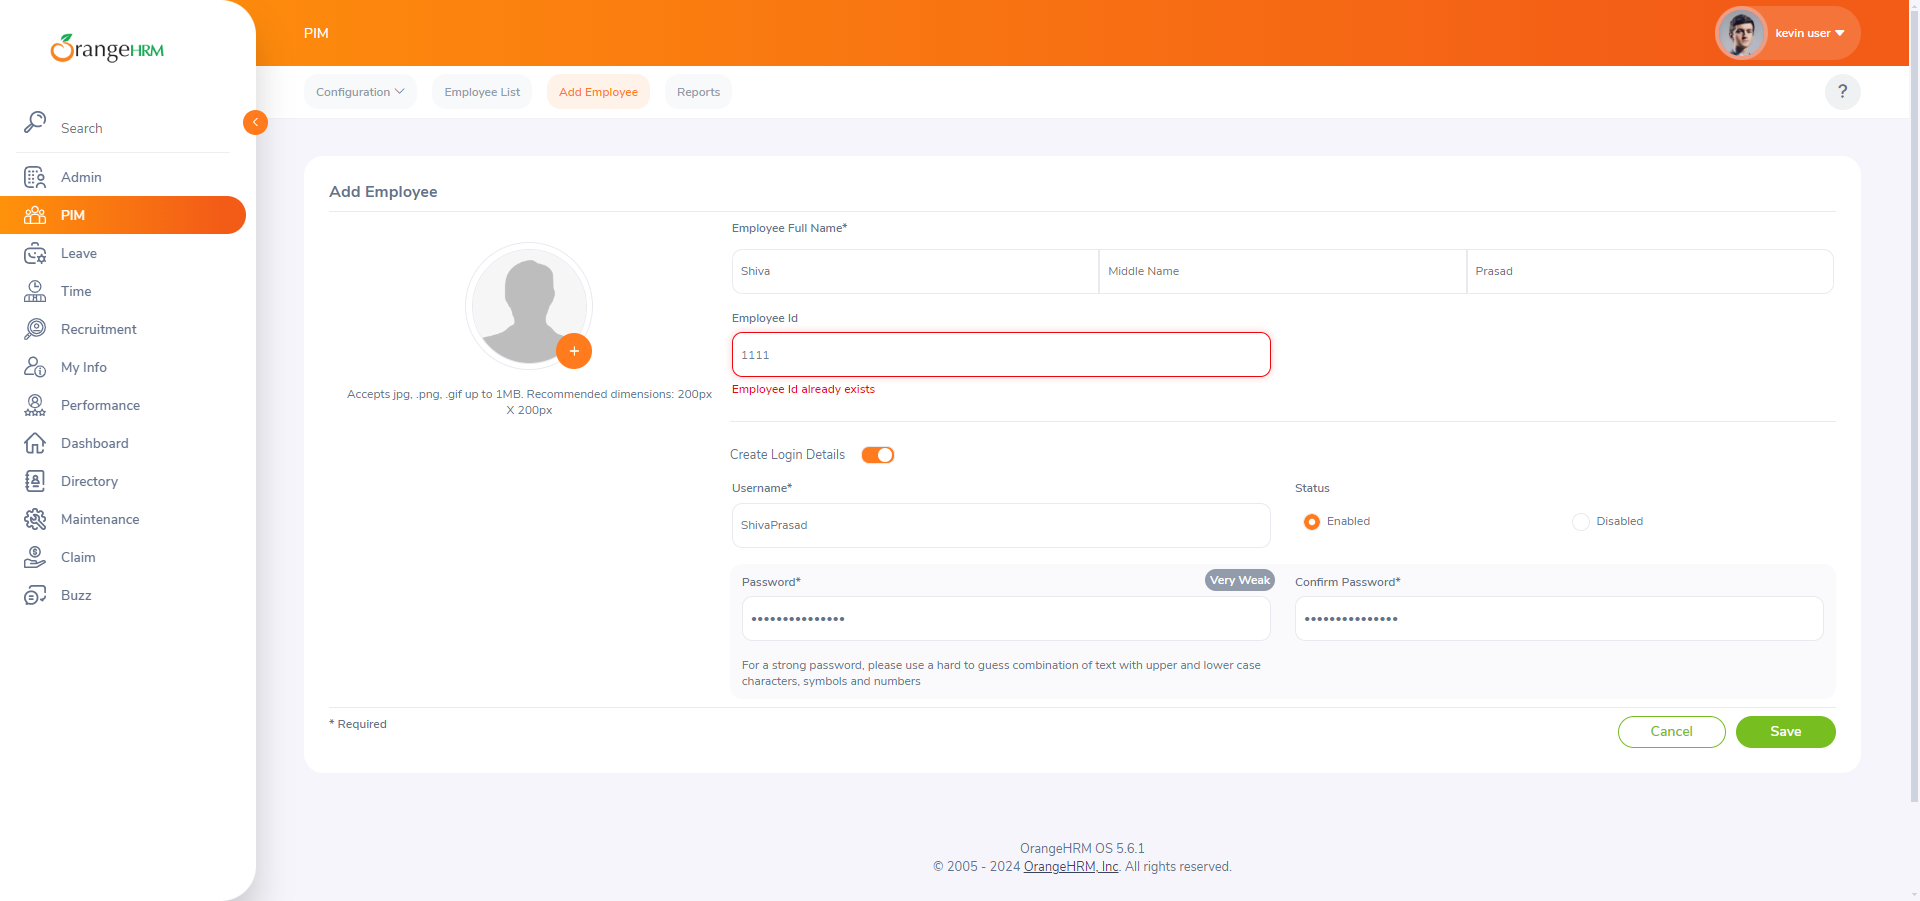 OrangeHRM
Search
Admin
PIM
Leave
Time
Recruitment
My Info
Performance
Dashboard
Directory
Maintenance
Claim
Buzz
PIM
kevin user
Configuration
Employee List
Add Employee
Reports
?
Add Employee
Accepts jpg, .png, .gif up to 1MB. Recommended dimensions: 200px
X 200px
Employee Full Name*
Shiva
Middle Name
Prasad
Employee Id
1111
Employee Id already exists
Create Login Details
Username*
ShivaPrasad
Status
Enabled
Disabled
Password*
Very Weak
•••••••••••••••
Confirm Password*
•••••••••••••••
For a strong password, please use a hard to guess combination of text with upper and lower case
characters, symbols and numbers
* Required
Cancel
Save
OrangeHRM OS 5.6.1
© 2005 - 2024 OrangeHRM, Inc. All rights reserved.